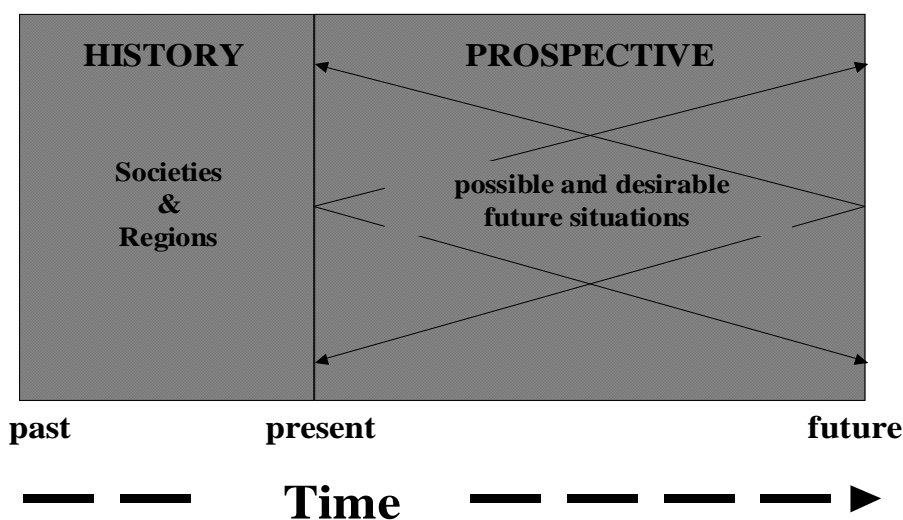 HISTORY
PROSPECTIVE
Societies
&
Regions
possible and desirable
future situations
past
present
future
Time